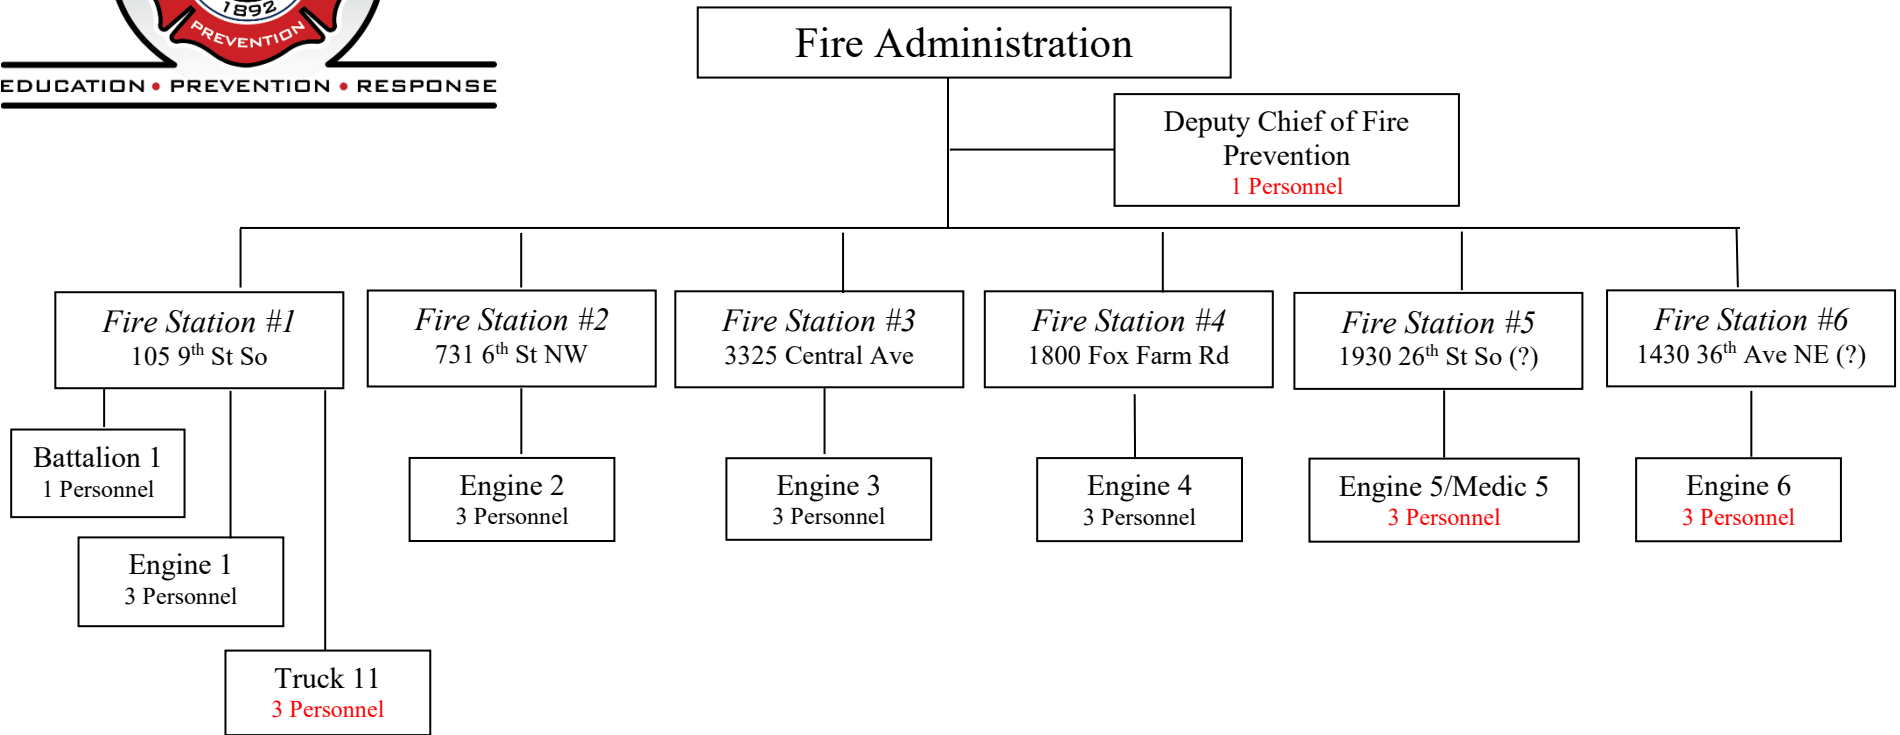 1892
PREVENTION
EDUCATION • PREVENTION • RESPONSE
Fire Administration
Deputy Chief of Fire
Prevention
1 Personnel
Fire Station #1
105 9th St So
Fire Station #2
731 6th St NW
Fire Station #3
3325 Central Ave
Fire Station #4
1800 Fox Farm Rd
Fire Station #5
1930 26th St So (?)
Fire Station #6
1430 36th Ave NE (?)
Battalion 1
1 Personnel
Engine 1
3 Personnel
Truck 11
3 Personnel
Engine 2
3 Personnel
Engine 3
3 Personnel
Engine 4
3 Personnel
Engine 5/Medic 5
3 Personnel
Engine 6
3 Personnel